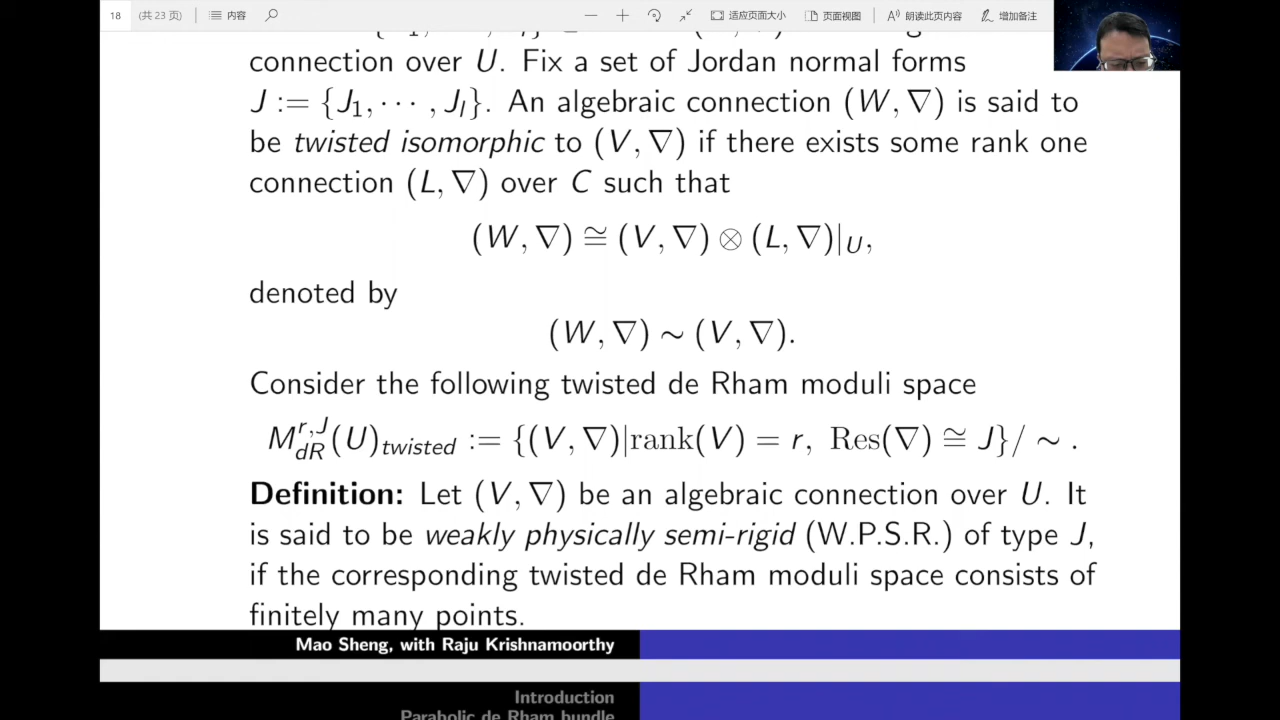 18 (共 23 页) 内容 适应页面大小 页面视图 朗读此页内容 增加备注
connection over U. Fix a set of Jordan normal forms
J := {J₁, ⋯ , Jₗ}. An algebraic connection (W, ∇) is said to
be twisted isomorphic to (V, ∇) if there exists some rank one
connection (L, ∇) over C such that
(W, ∇) ≅ (V, ∇) ⊗ (L, ∇)|_U,
denoted by
(W, ∇) ∼ (V, ∇).
Consider the following twisted de Rham moduli space
M_{dR}^{r,J}(U)_{twisted} := {(V, ∇)|rank(V) = r, Res(∇) ≅ J}/ ∼ .
Definition: Let (V, ∇) be an algebraic connection over U. It
is said to be weakly physically semi-rigid (W.P.S.R.) of type J,
if the corresponding twisted de Rham moduli space consists of
finitely many points.
Mao Sheng, with Raju Krishnamoorthy
Introduction
Parabolic de Rham bundle